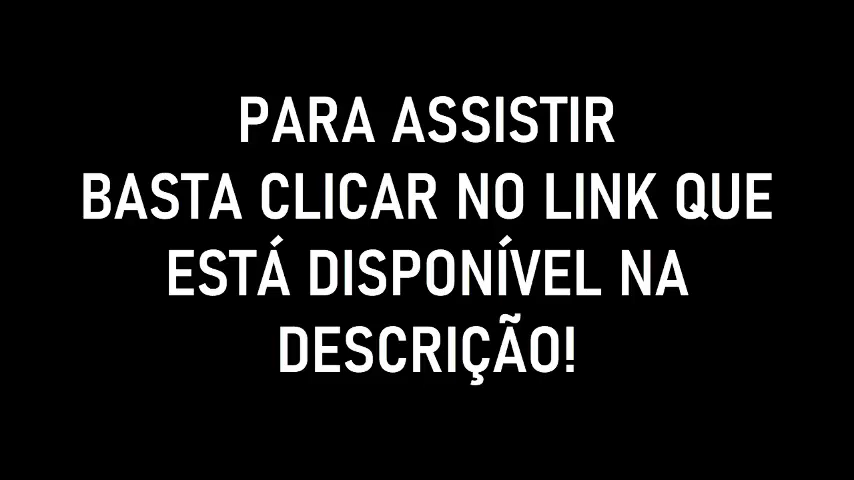 PARA ASSISTIR
BASTA CLICAR NO LINK QUE
ESTÁ DISPONÍVEL NA
DESCRIÇÃO!